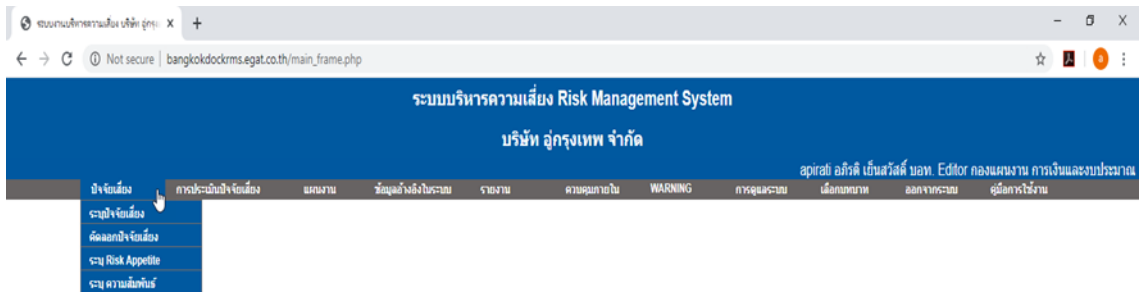 ระบบงานบริหารความเสี่ยง บริษัท อู่กรุง
Not secure | bangkokdockrms.egat.co.th/main_frame.php
a
ระบบบริหารความเสี่ยง Risk Management System
บริษัท อู่กรุงเทพ จำกัด
apirati อภิรติ เย็นสวัสดิ์ บอท. Editor กองแผนงาน การเงินและงบประมาณ
ปัจจัยเสี่ยง การประเมินปัจจัยเสี่ยง แผนงาน ข้อมูลอ้างอิงในระบบ รายงาน ควบคุมภายใน WARNING การดูแลระบบ เลือกบทบาท ออกจากระบบ คู่มือการใช้งาน
ระบุปัจจัยเสี่ยง
คัดลอกปัจจัยเสี่ยง
ระบุ Risk Appetite
ระบุ ความสัมพันธ์